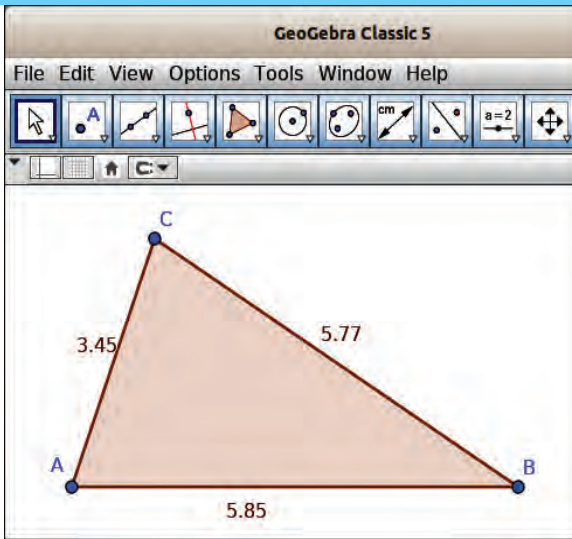 GeoGebra Classic 5
File Edit View Options Tools Window Help
A
cm
a=2
C
3.45
5.77
A
B
5.85